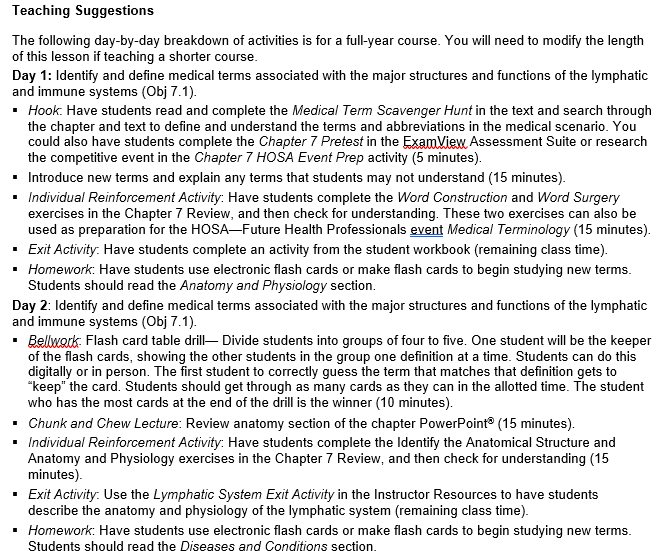 Teaching Suggestions
The following day-by-day breakdown of activities is for a full-year course. You will need to modify the length
of this lesson if teaching a shorter course.
Day 1: Identify and define medical terms associated with the major structures and functions of the lymphatic
and immune systems (Obj 7.1).
▪ Hook: Have students read and complete the Medical Term Scavenger Hunt in the text and search through
the chapter and text to define and understand the terms and abbreviations in the medical scenario. You
could also have students complete the Chapter 7 Pretest in the ExamView Assessment Suite or research
the competitive event in the Chapter 7 HOSA Event Prep activity (5 minutes).
▪ Introduce new terms and explain any terms that students may not understand (15 minutes).
▪ Individual Reinforcement Activity: Have students complete the Word Construction and Word Surgery
exercises in the Chapter 7 Review, and then check for understanding. These two exercises can also be
used as preparation for the HOSA—Future Health Professionals event Medical Terminology (15 minutes).
▪ Exit Activity: Have students complete an activity from the student workbook (remaining class time).
▪ Homework: Have students use electronic flash cards or make flash cards to begin studying new terms.
Students should read the Anatomy and Physiology section.
Day 2: Identify and define medical terms associated with the major structures and functions of the lymphatic
and immune systems (Obj 7.1).
▪ Bellwork: Flash card table drill— Divide students into groups of four to five. One student will be the keeper
of the flash cards, showing the other students in the group one definition at a time. Students can do this
digitally or in person. The first student to correctly guess the term that matches that definition gets to
“keep” the card. Students should get through as many cards as they can in the allotted time. The student
who has the most cards at the end of the drill is the winner (10 minutes).
▪ Chunk and Chew Lecture: Review anatomy section of the chapter PowerPoint® (15 minutes).
▪ Individual Reinforcement Activity: Have students complete the Identify the Anatomical Structure and
Anatomy and Physiology exercises in the Chapter 7 Review, and then check for understanding (15
minutes).
▪ Exit Activity: Use the Lymphatic System Exit Activity in the Instructor Resources to have students
describe the anatomy and physiology of the lymphatic system (remaining class time).
▪ Homework: Have students use electronic flash cards or make flash cards to begin studying new terms.
Students should read the Diseases and Conditions section.